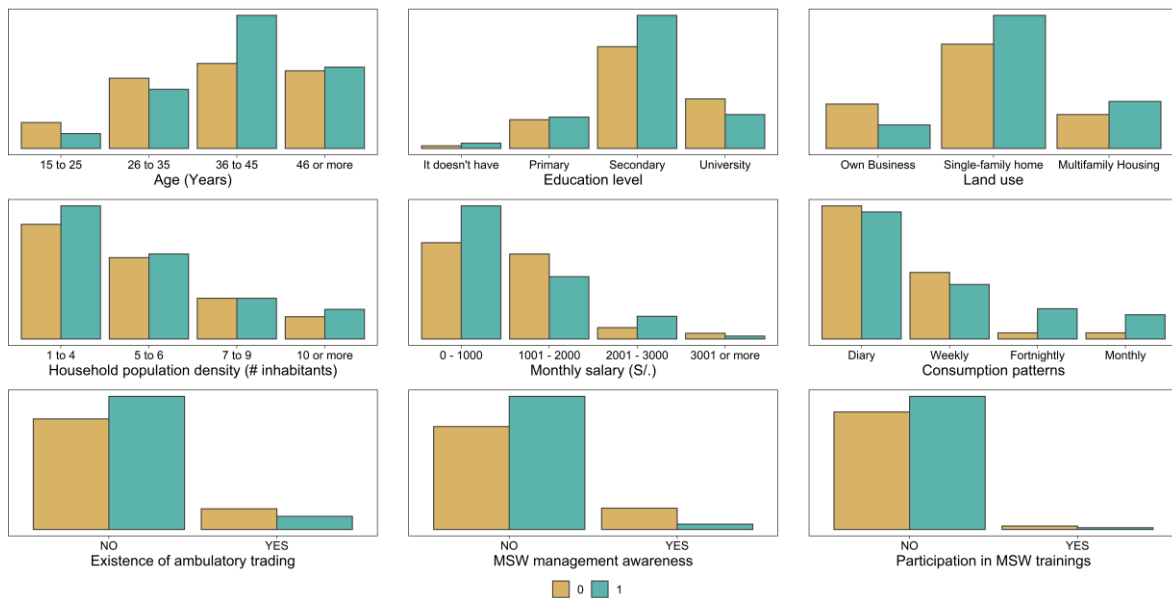 15 to 25 26 to 35 36 to 45 46 or more
Age (Years)
It doesn't have Primary Secondary University
Education level
Own Business Single-family home Multifamily Housing
Land use
1 to 4 5 to 6 7 to 9 10 or more
Household population density (# inhabitants)
0 - 1000 1001 - 2000 2001 - 3000 3001 or more
Monthly salary (S/.)
Diary Weekly Fortnightly Monthly
Consumption patterns
NO YES
Existence of ambulatory trading
NO YES
MSW management awareness
NO YES
Participation in MSW trainings
0 1